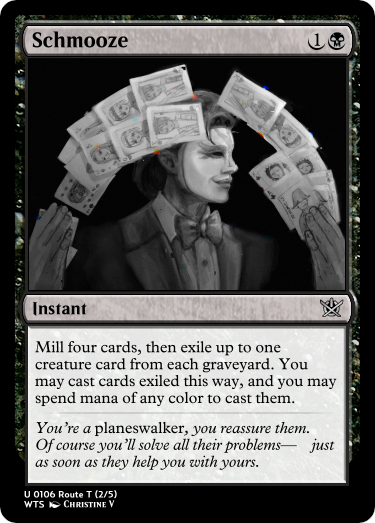 Schmooze 1
Instant
Mill four cards, then exile up to one
creature card from each graveyard. You
may cast cards exiled this way, and you may
spend mana of any color to cast them.
You're a planeswalker, you reassure them.
Of course you'll solve all their problems— just
as soon as they help you with yours.
U 0106 Route T (2/5)
WTS Christine V